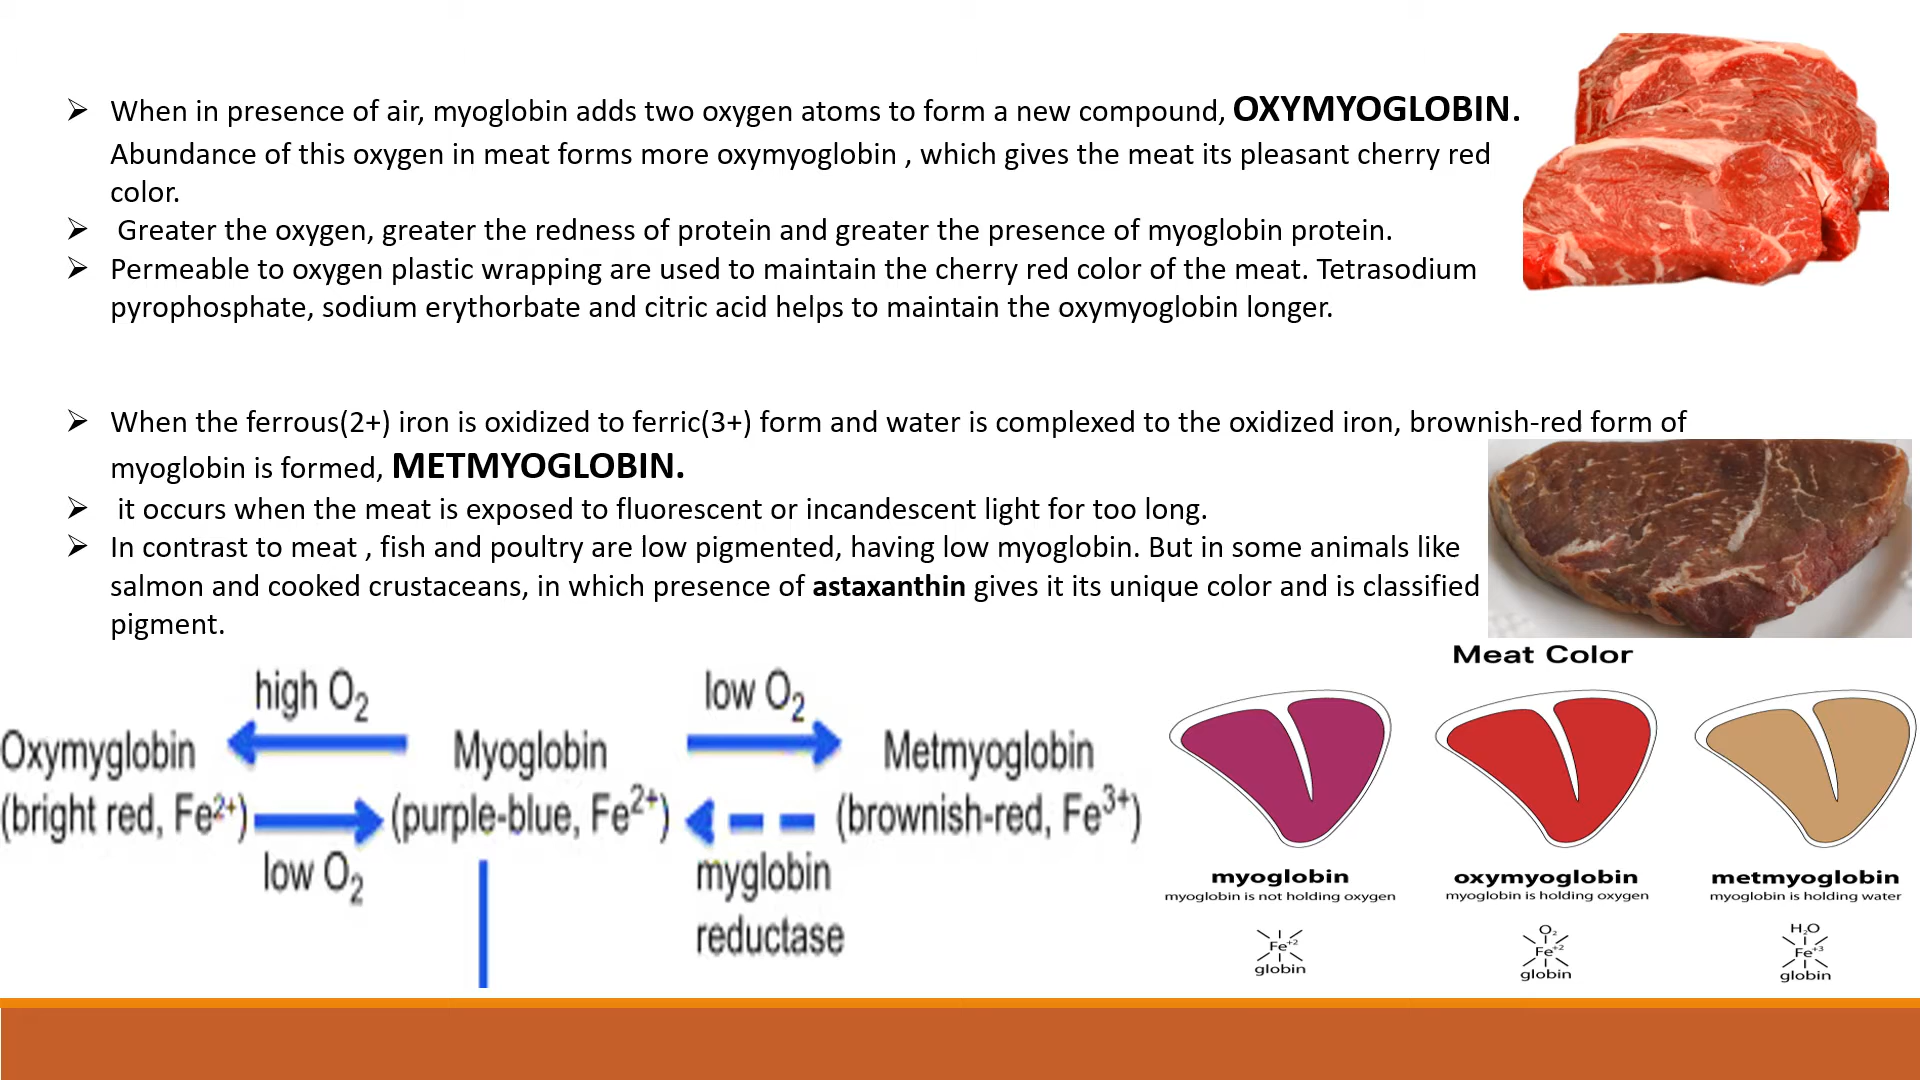 When in presence of air, myoglobin adds two oxygen atoms to form a new compound, OXYMYOGLOBIN.
Abundance of this oxygen in meat forms more oxymyoglobin , which gives the meat its pleasant cherry red
color.
Greater the oxygen, greater the redness of protein and greater the presence of myoglobin protein.
Permeable to oxygen plastic wrapping are used to maintain the cherry red color of the meat. Tetrasodium
pyrophosphate, sodium erythorbate and citric acid helps to maintain the oxymyoglobin longer.
When the ferrous(2+) iron is oxidized to ferric(3+) form and water is complexed to the oxidized iron, brownish-red form of
myoglobin is formed, METMYOGLOBIN.
it occurs when the meat is exposed to fluorescent or incandescent light for too long.
In contrast to meat , fish and poultry are low pigmented, having low myoglobin. But in some animals like
salmon and cooked crustaceans, in which presence of astaxanthin gives it its unique color and is classified
pigment.
high O₂
low O₂
Oxymyglobin
Myoglobin
Metmyoglobin
(bright red, Fe²⁺)
(purple-blue, Fe²⁺)
(brownish-red, Fe³⁺)
low O₂
myglobin
reductase
Meat Color
myoglobin
myoglobin is not holding oxygen
Fe⁺²
globin
oxymyoglobin
myoglobin is holding oxygen
O₂
Fe⁺²
globin
metmyoglobin
myoglobin is holding water
H₂O
Fe⁺³
globin